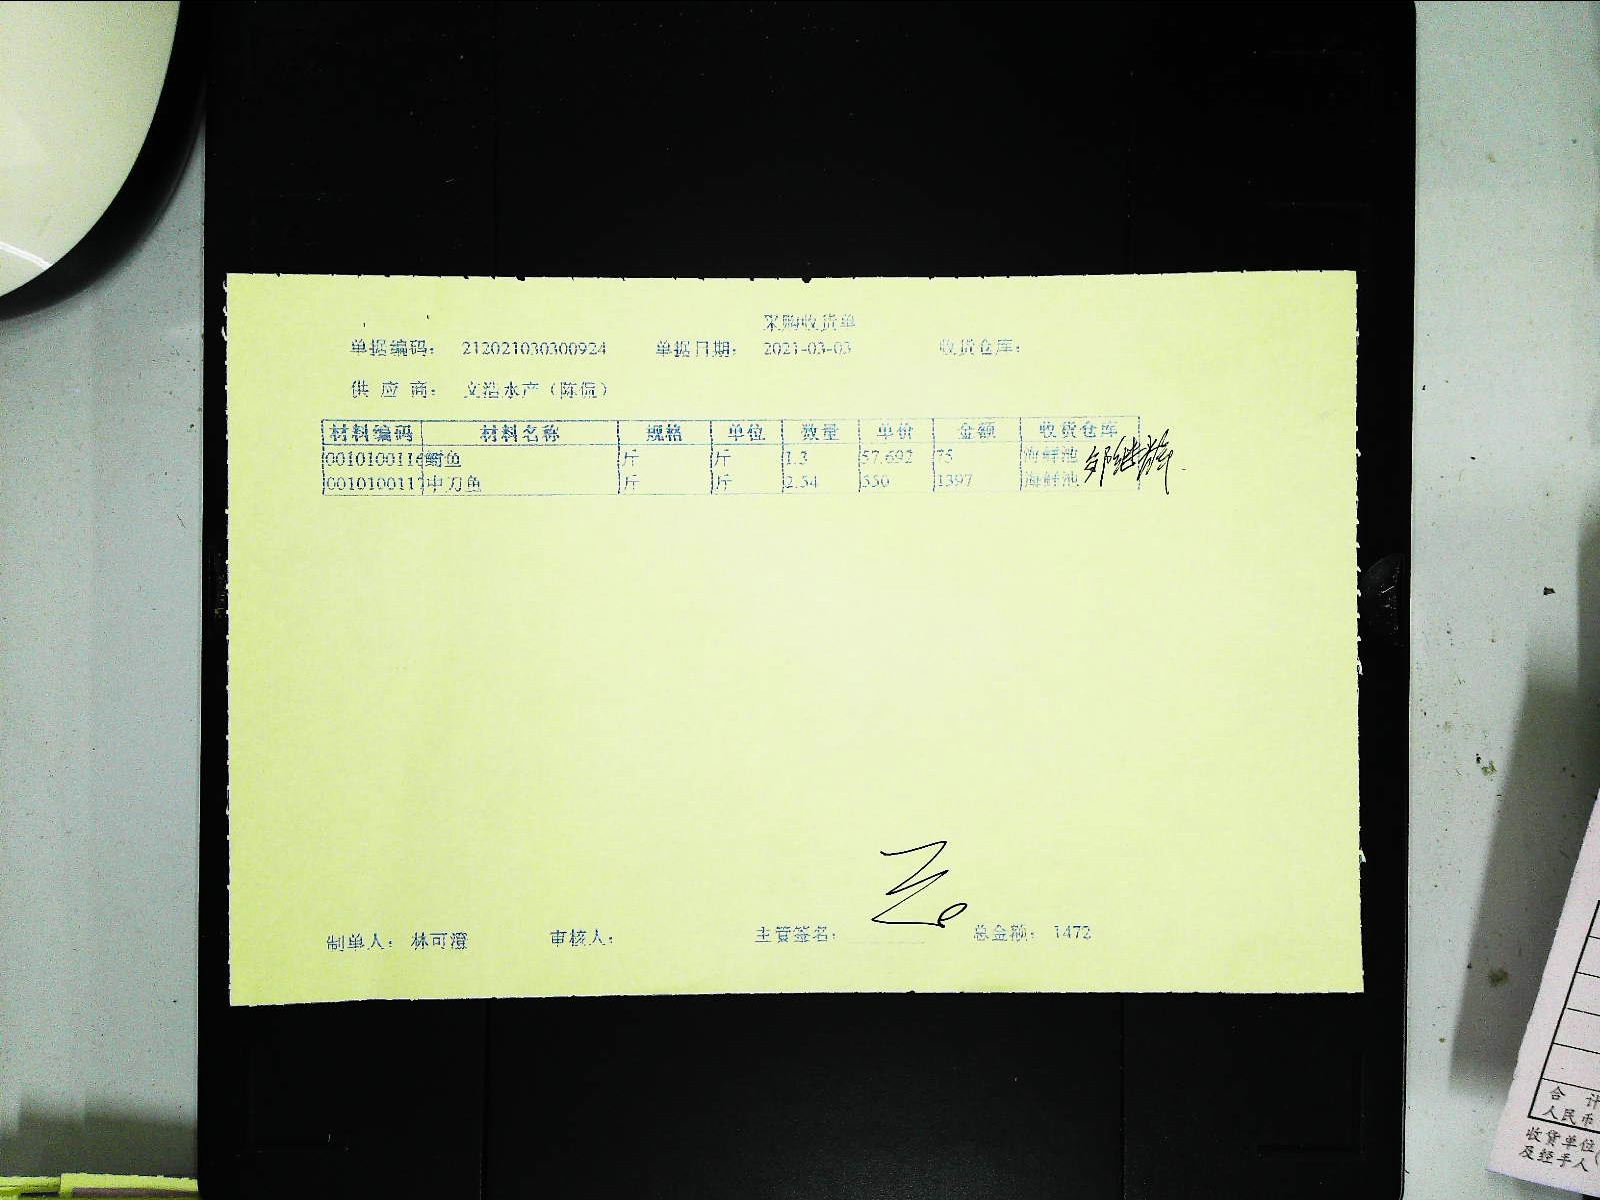 采购收货单
单据编码： 212021030300924 单据日期： 2021-03-03 收货仓库：
供 应 商： 文浩水产（陈侃）
材料编码 材料名称 规格 单位 数量 单价 金额 收货仓库
0010100116 鲥鱼 斤 斤 1.3 57.692 75 海鲜池
0010100117 中刀鱼 斤 斤 2.54 550 1397 海鲜池
制单人： 林可澄 审核人： 主管签名： 总金额： 1472
合 计
人民币
收货单位
及经手人（